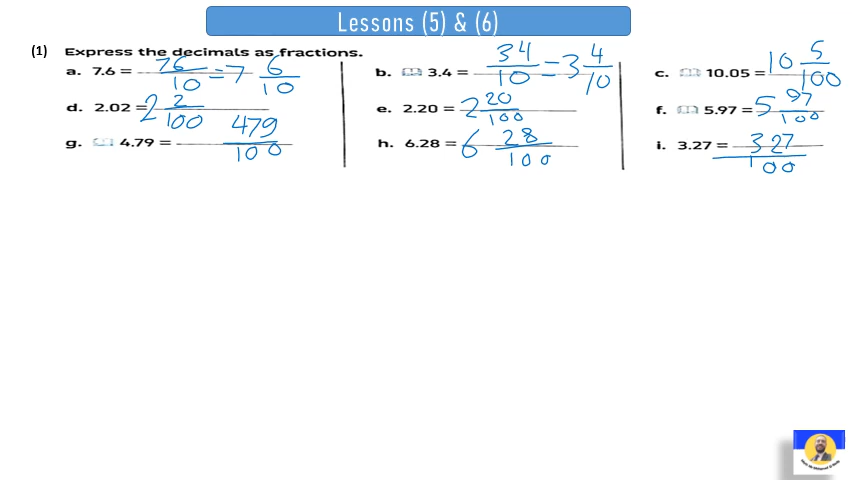 Lessons (5) & (6)
(1) Express the decimals as fractions.
a. 7.6 = 76/10 = 7 6/10
b. 3.4 = 34/10 = 3 4/10
c. 10.05 = 10 5/100
d. 2.02 = 2 2/100
e. 2.20 = 2 20/100
f. 5.97 = 5 97/100
g. 4.79 = 479/100
h. 6.28 = 6 28/100
i. 3.27 = 327/100